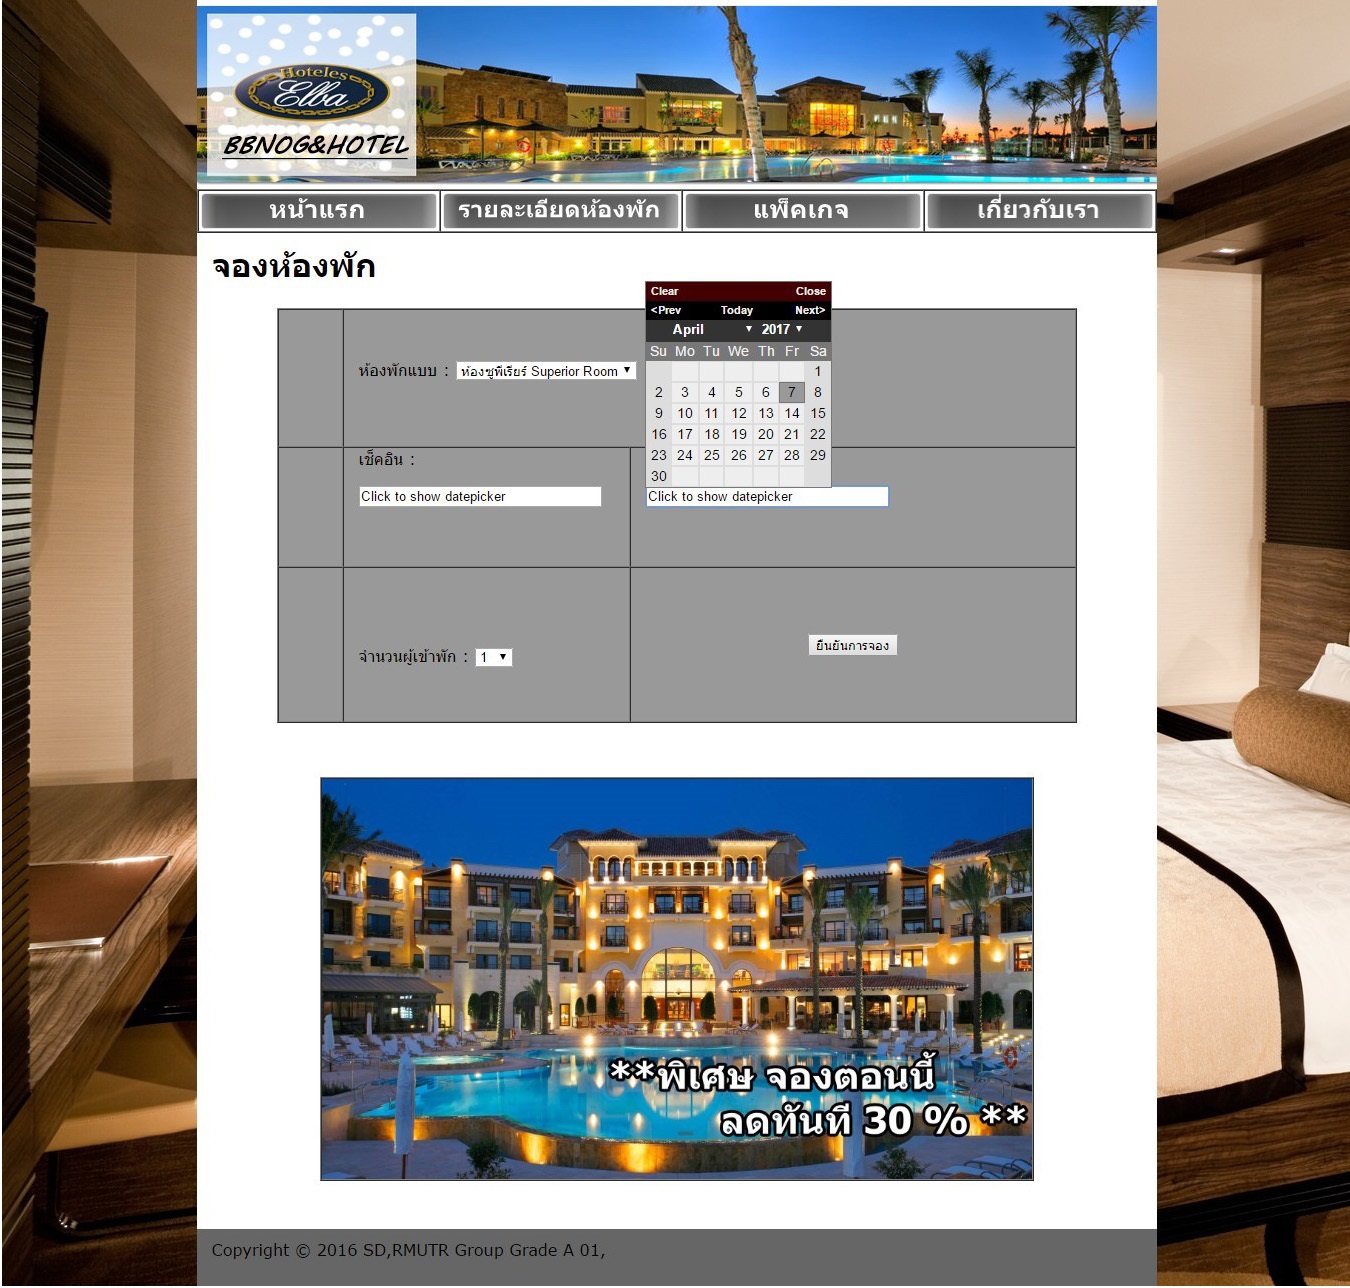 Hoteles
Elba
BBNOG&HOTEL
หน้าแรก
รายละเอียดห้องพัก
แพ็คเกจ
เกี่ยวกับเรา
จองห้องพัก
Clear Close
<Prev Today Next>
April 2017
Su Mo Tu We Th Fr Sa
1
2 3 4 5 6 7 8
9 10 11 12 13 14 15
16 17 18 19 20 21 22
23 24 25 26 27 28 29
30
ห้องพักแบบ : ห้องซูพีเรียร์ Superior Room
เช็คอิน :
Click to show datepicker
Click to show datepicker
จำนวนผู้เข้าพัก : 1
ยืนยันการจอง
**พิเศษ จองตอนนี้
ลดทันที 30 % **
Copyright © 2016 SD,RMUTR Group Grade A 01,